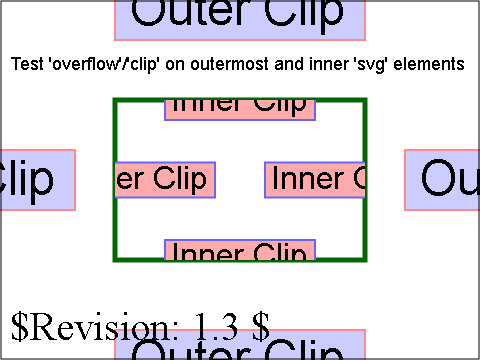 Outer Clip
Test 'overflow'/'clip' on outermost and inner 'svg' elements
Inner Clip
Clip
er Clip
Inner C
Ou
Inner Clip
$Revision: 1.3 $
Outer Clip